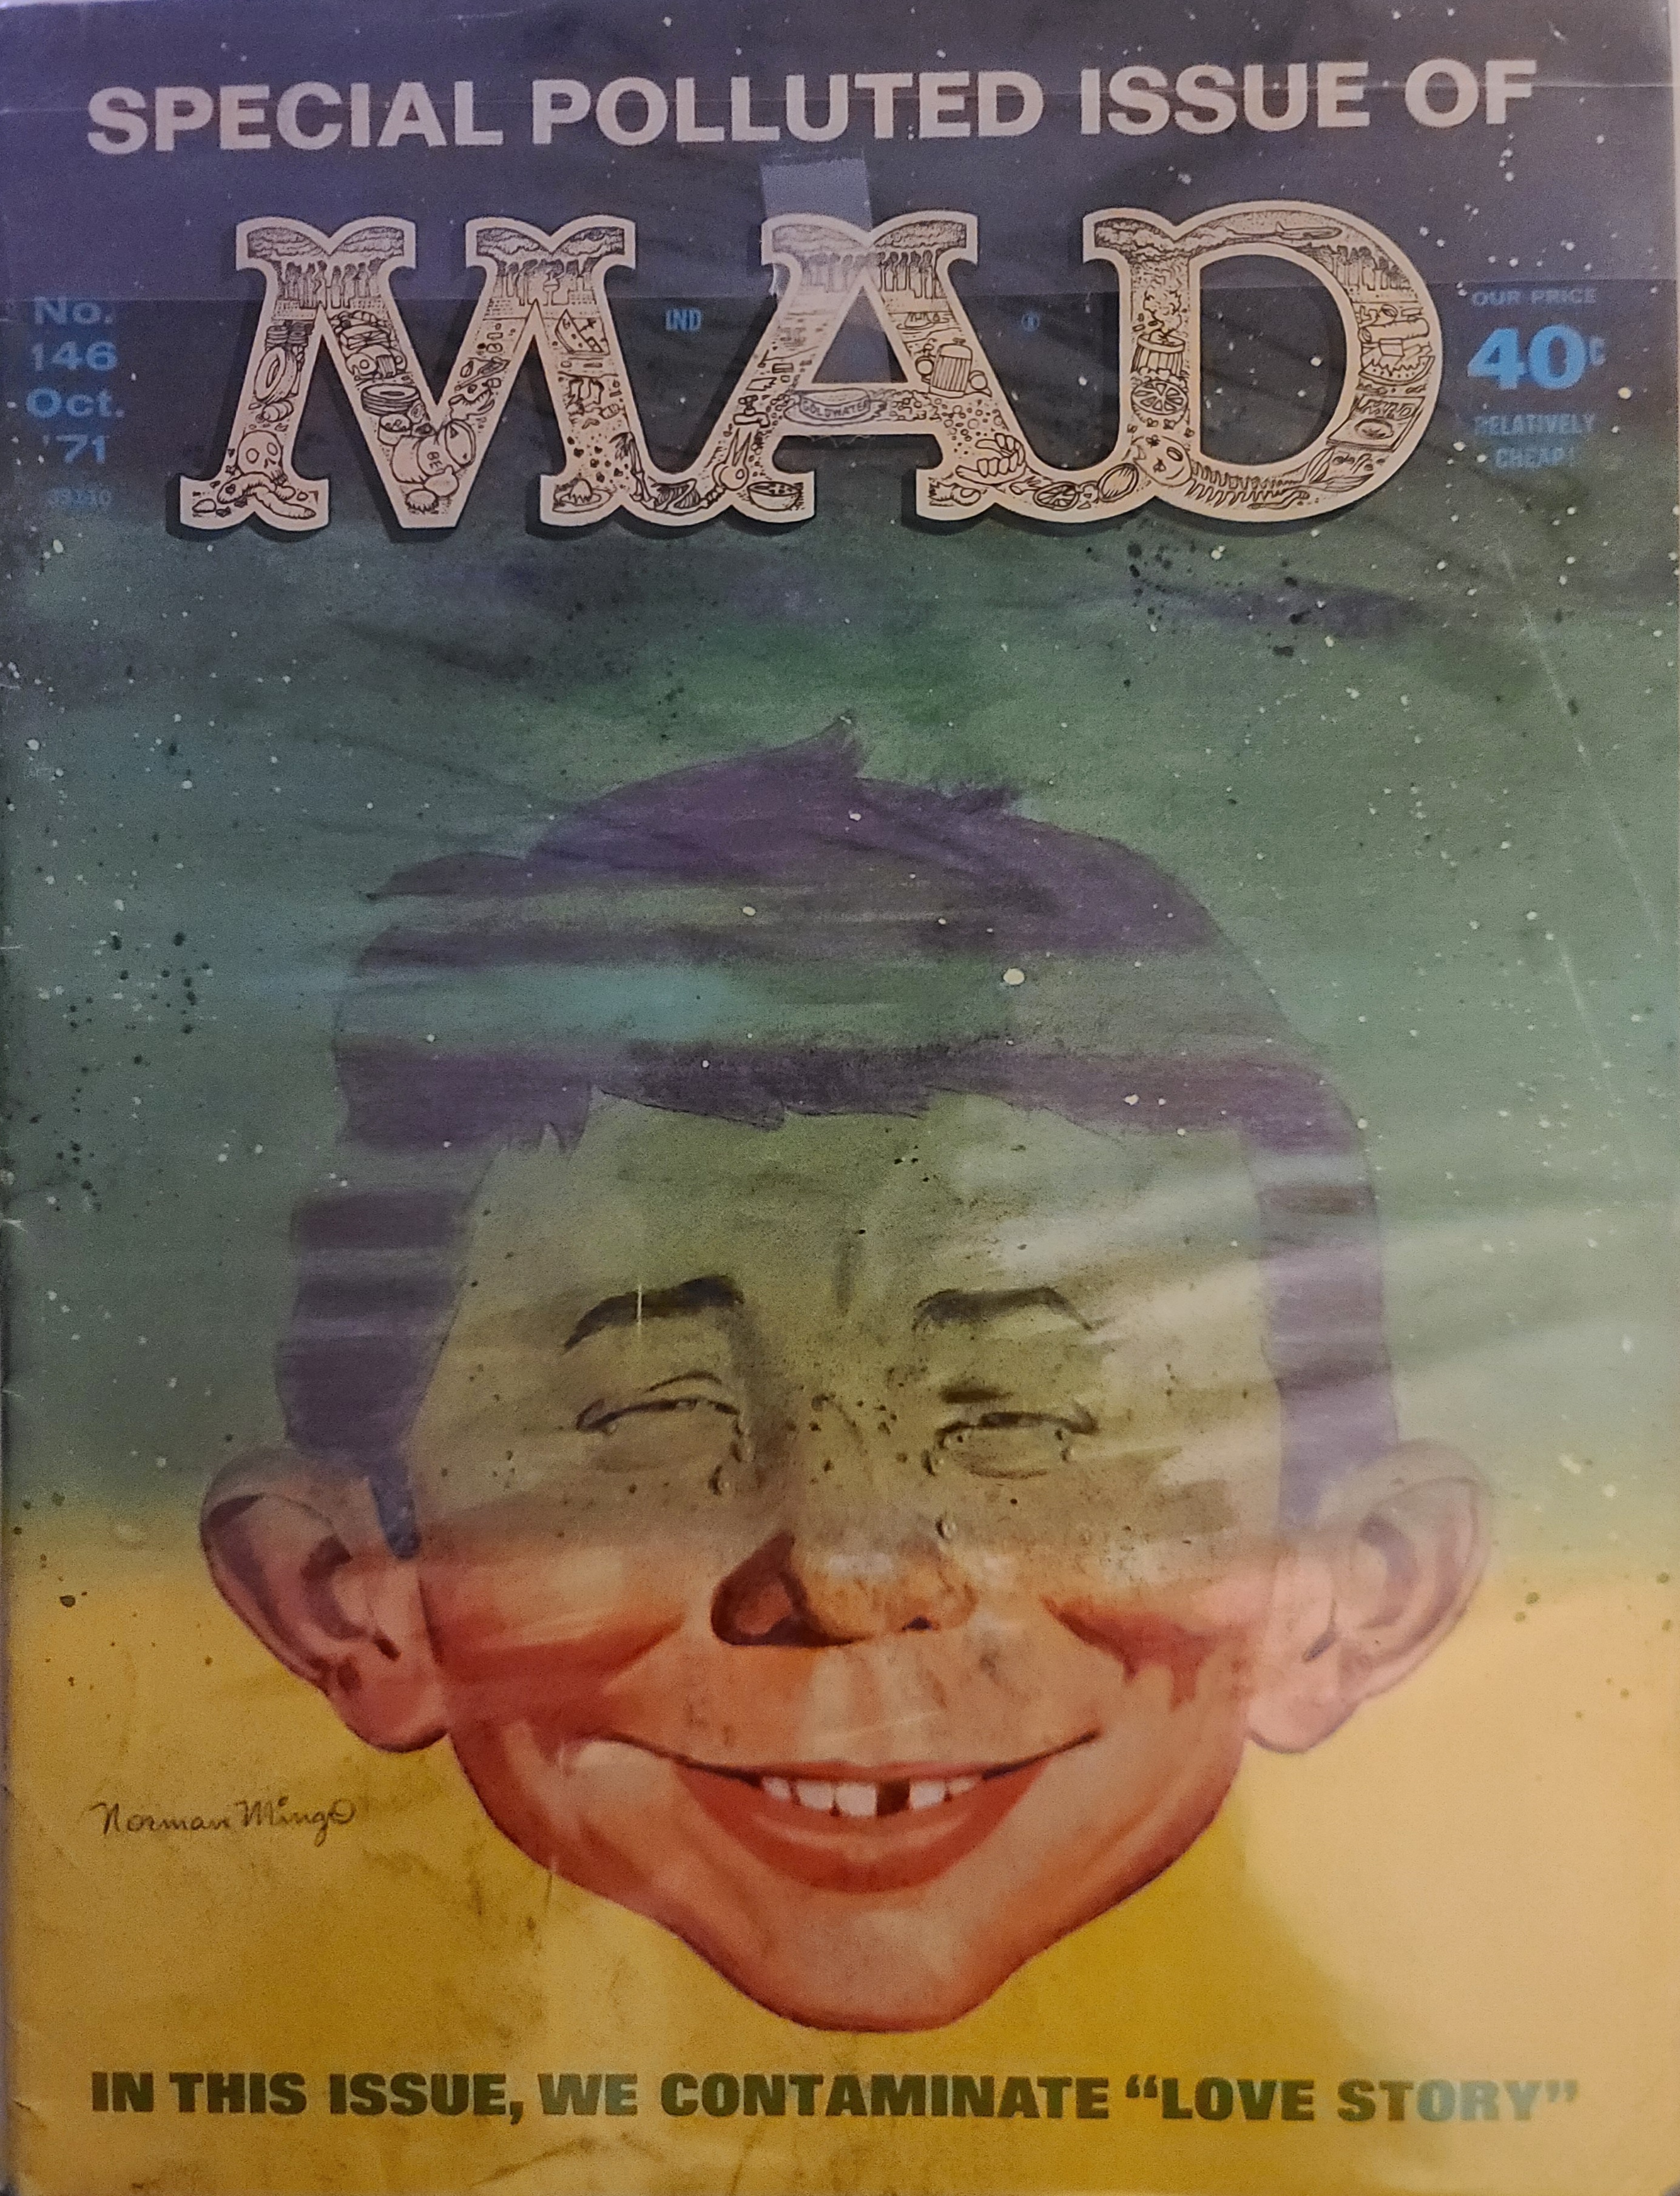 SPECIAL POLLUTED ISSUE OF
MAD
IND
®
No.
146
Oct.
'71
OUR PRICE
40¢
RELATIVELY
CHEAP!
GOLDWATER
Norman Mingo
IN THIS ISSUE, WE CONTAMINATE “LOVE STORY”